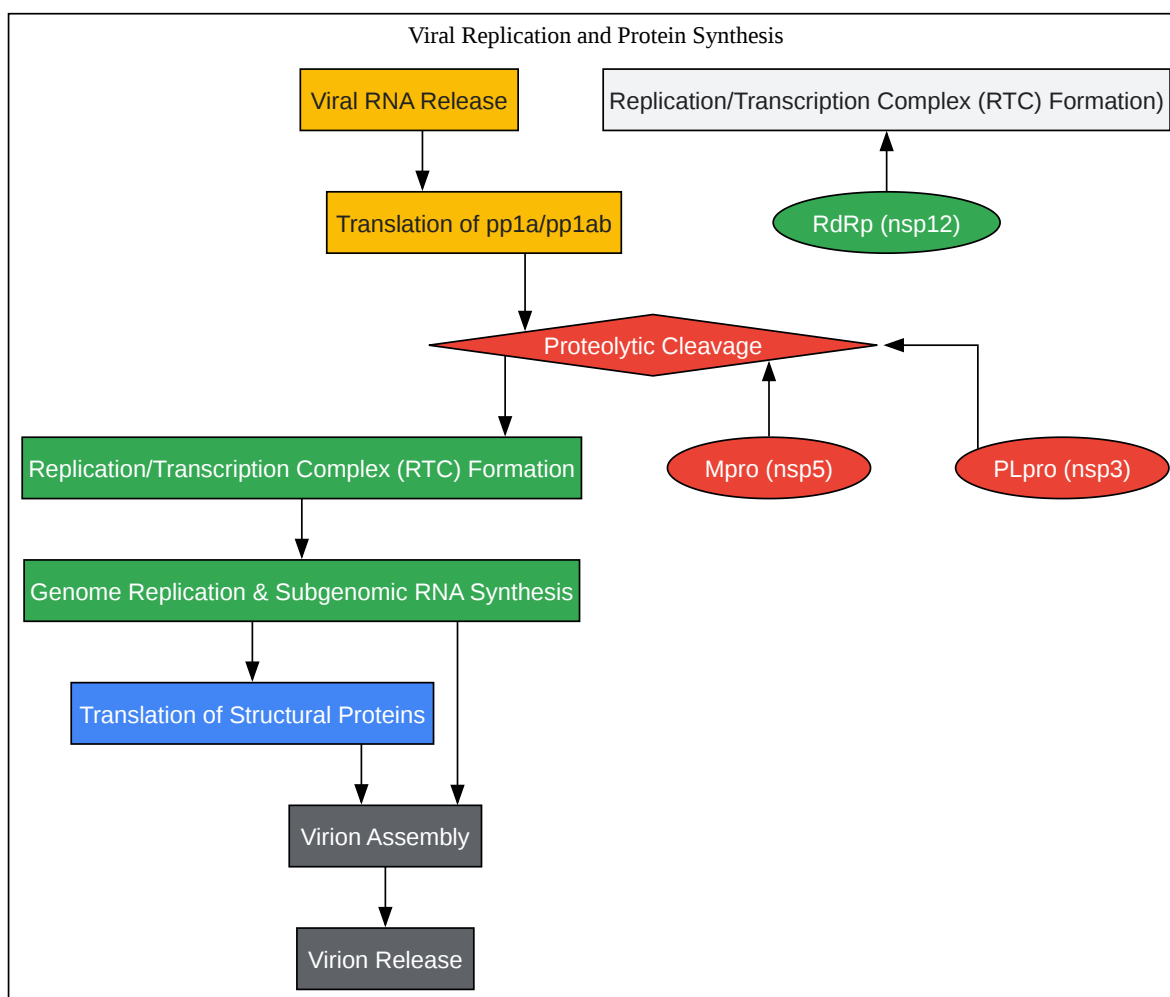 Viral Replication and Protein Synthesis
Viral RNA Release
Replication/Transcription Complex (RTC) Formation)
Translation of pp1a/pp1ab
RdRp (nsp12)
Proteolytic Cleavage
Replication/Transcription Complex (RTC) Formation
Mpro (nsp5)
PLpro (nsp3)
Genome Replication & Subgenomic RNA Synthesis
Translation of Structural Proteins
Virion Assembly
Virion Release